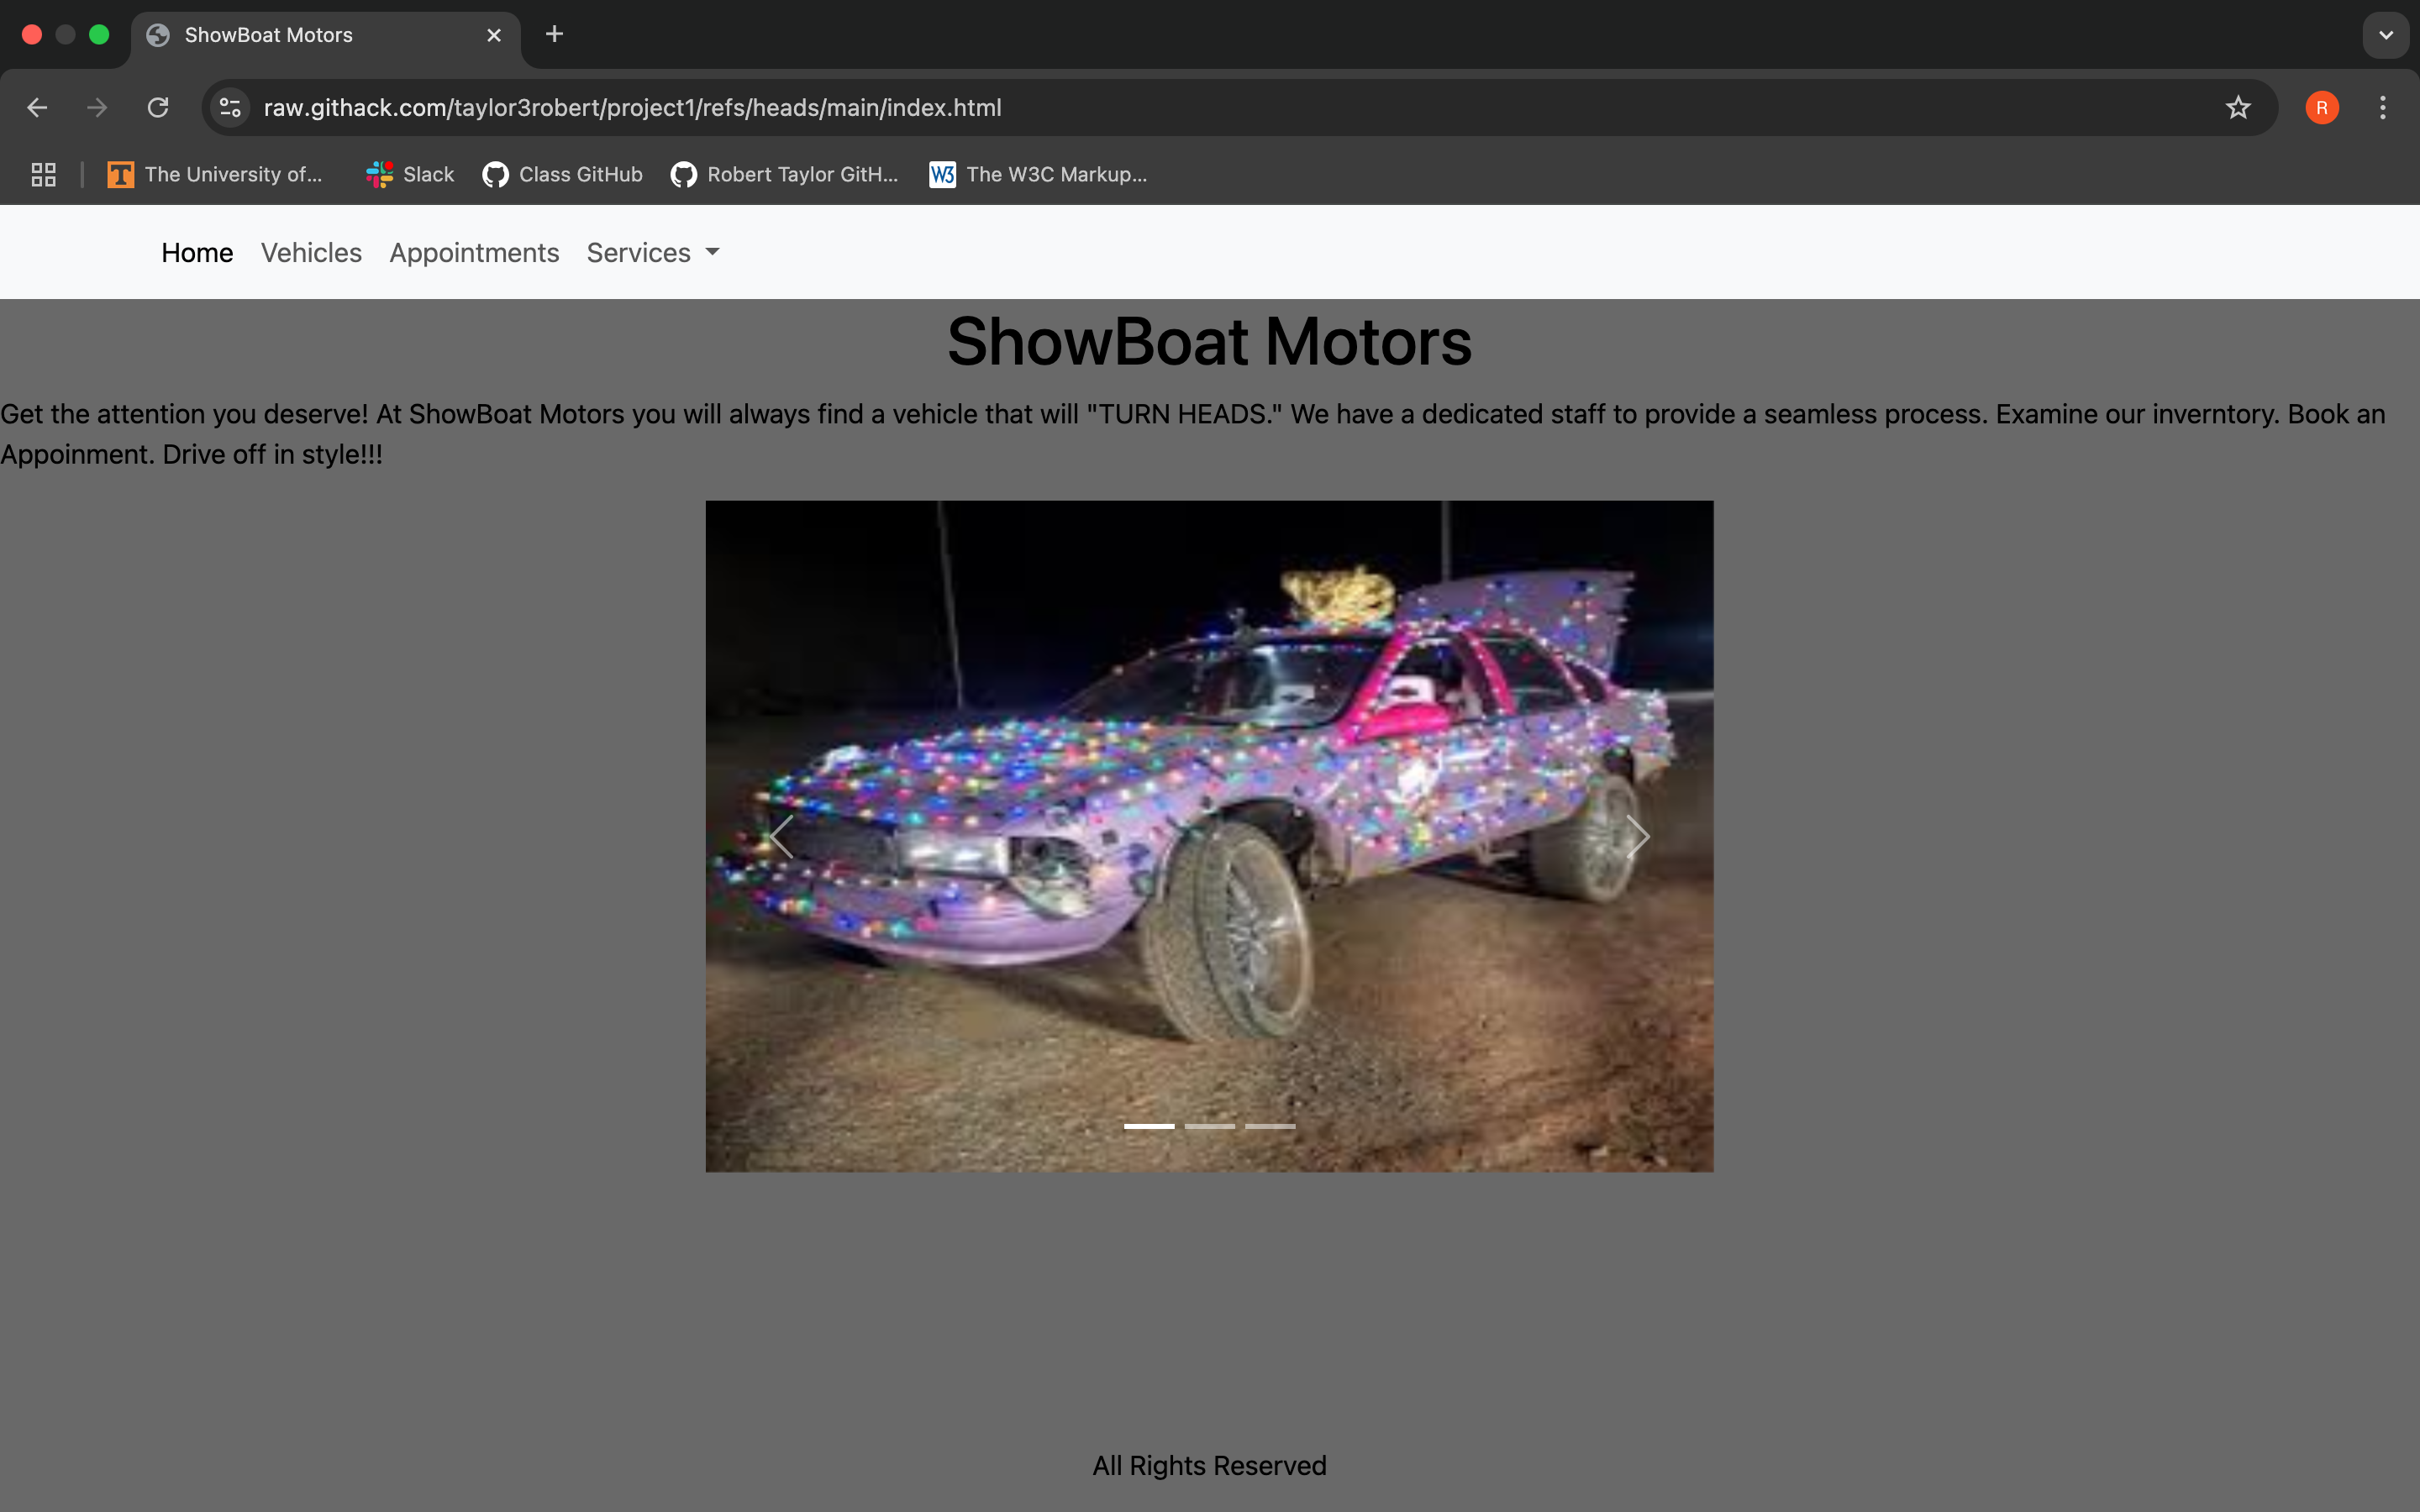 ShowBoat Motors
raw.githack.com/taylor3robert/project1/refs/heads/main/index.html
R
The University of...
Slack
Class GitHub
Robert Taylor GitH...
W3
The W3C Markup...
Home Vehicles Appointments Services
ShowBoat Motors
Get the attention you deserve! At ShowBoat Motors you will always find a vehicle that will "TURN HEADS." We have a dedicated staff to provide a seamless process. Examine our inverntory. Book an
Appoinment. Drive off in style!!!
All Rights Reserved